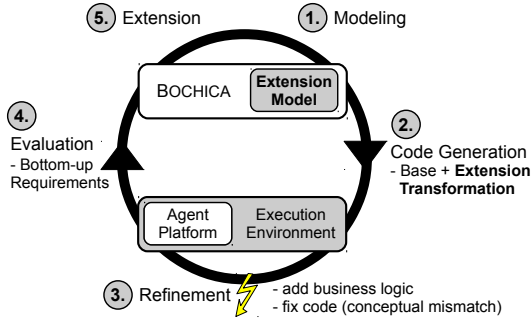 5. Extension
1. Modeling
BOCHICA
Extension
Model
4.
Evaluation
- Bottom-up
Requirements
2.
Code Generation
- Base + Extension
Transformation
Agent
Platform
Execution
Environment
3. Refinement
- add business logic
- fix code (conceptual mismatch)